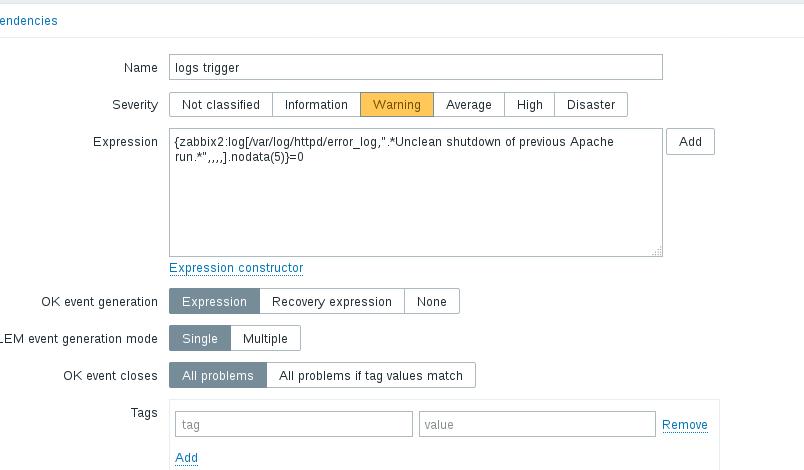 endencies
Name
logs trigger
Severity
Not classified Information Warning Average High Disaster
Expression
{zabbix2:log[/var/log/httpd/error_log,".*Unclean shutdown of previous Apache
run.*",,,,].nodata(5)}=0
Add
Expression constructor
OK event generation
Expression Recovery expression None
LEM event generation mode
Single Multiple
OK event closes
All problems All problems if tag values match
Tags
tag value Remove
Add